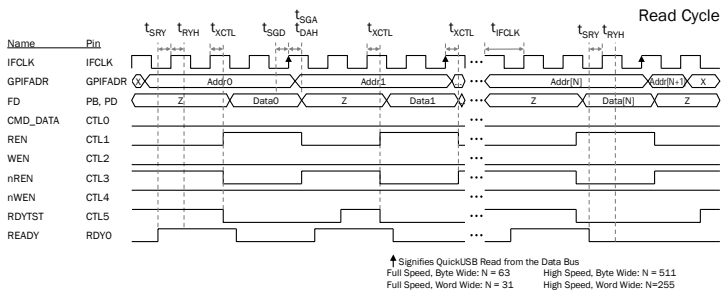 Read Cycle
tSRY tRYH tXCTL tSGD tSGA tDAH tXCTL tXCTL tIFCLK tSRY tRYH
Name Pin
IFCLK IFCLK
GPIFADR GPIFADR X Addr0 Addr1 ... Addr[N] Addr[N+1] X
FD PB, PD Z Data0 Z Data1 Z Data[N] Z
CMD_DATA CTL0
REN CTL1
WEN CTL2
nREN CTL3
nWEN CTL4
RDYTST CTL5
READY RDY0
Signifies QuickUSB Read from the Data Bus
Full Speed, Byte Wide: N = 63 High Speed, Byte Wide: N = 511
Full Speed, Word Wide: N = 31 High Speed, Word Wide: N=255